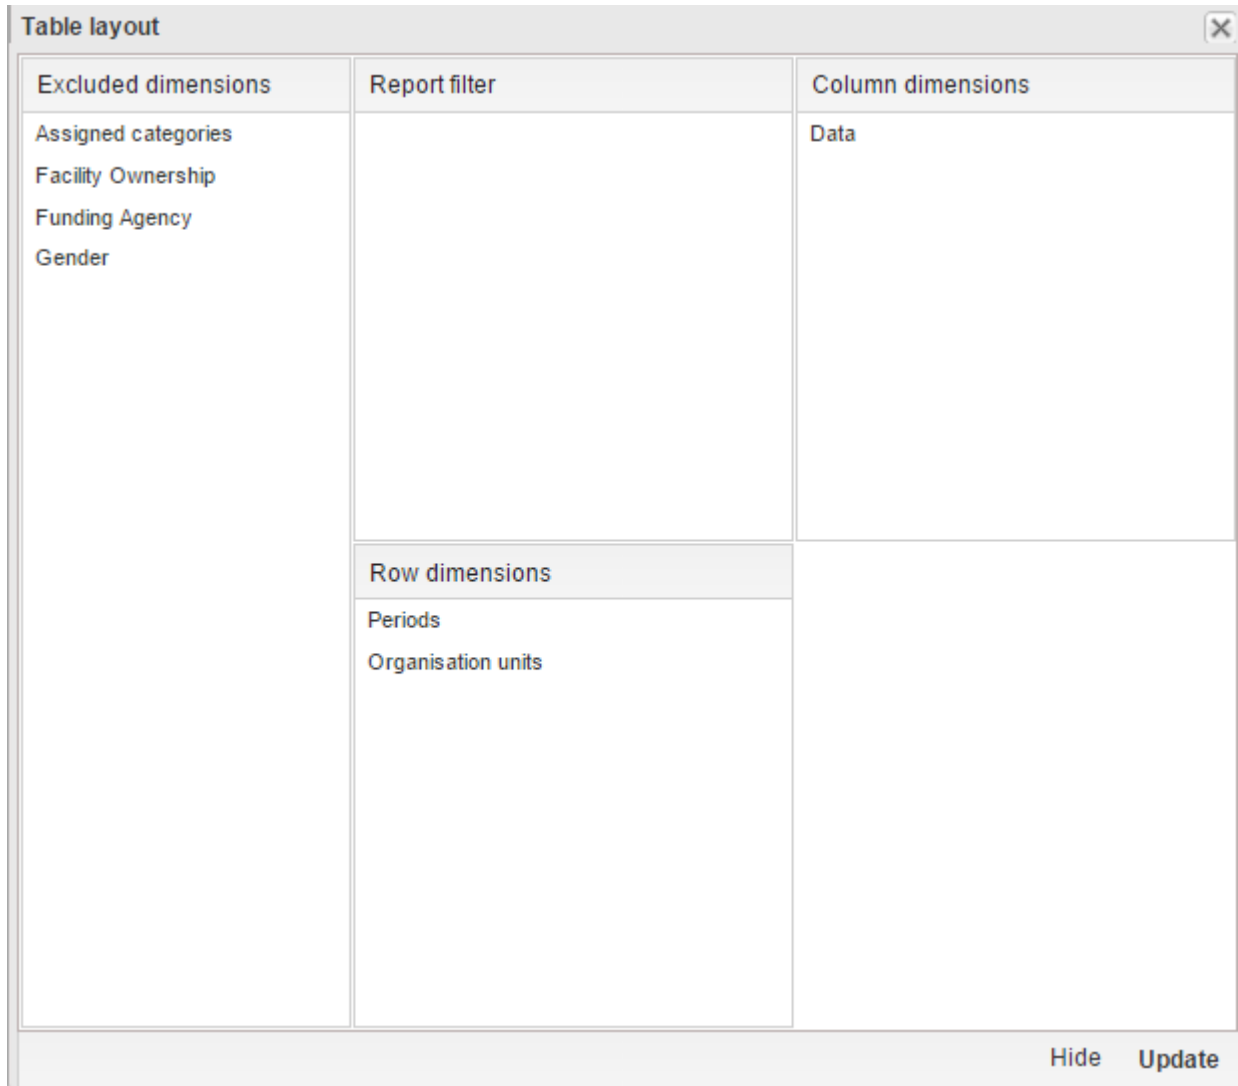 Table layout
Excluded dimensions
Assigned categories
Facility Ownership
Funding Agency
Gender
Report filter
Column dimensions
Data
Row dimensions
Periods
Organisation units
Hide
Update